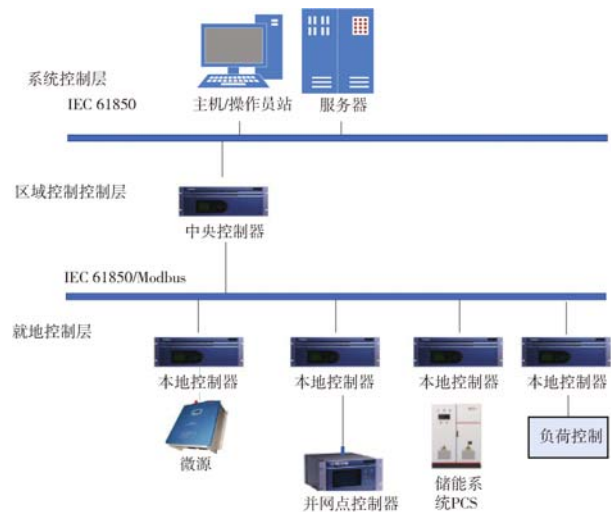 系统控制层
IEC 61850
主机/操作员站
服务器
区域控制控制层
中央控制器
IEC 61850/Modbus
就地控制层
本地控制器
本地控制器
本地控制器
本地控制器
微源
并网点控制器
储能系
统PCS
负荷控制